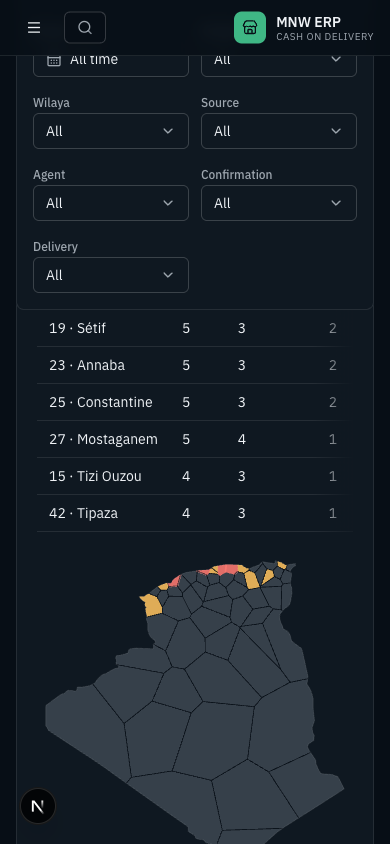 MNW ERP
CASH ON DELIVERY
All time
All
Wilaya
Source
All
All
Agent
Confirmation
All
All
Delivery
All
19 · Sétif 5 3 2
23 · Annaba 5 3 2
25 · Constantine 5 3 2
27 · Mostaganem 5 4 1
15 · Tizi Ouzou 4 3 1
42 · Tipaza 4 3 1
N